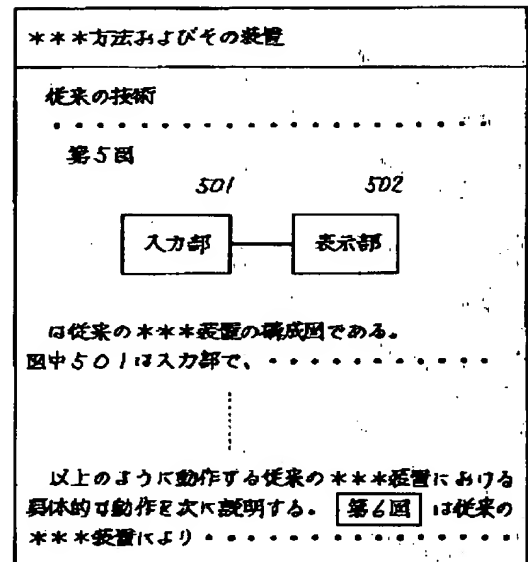 ＊＊＊方法およびその装置
従来の技術
・・・・・・・・・・・・・・・・・・・・・・
第5図
501 502
入力部 表示部
は従来の＊＊＊装置の構成図である。
図中501は入力部で、・・・・・・・・・・・・
以上のように動作する従来の＊＊＊装置における
具体的な動作を次に説明する。 第6図 は従来の
＊＊＊装置により・・・・・・・・・・・・・・・・